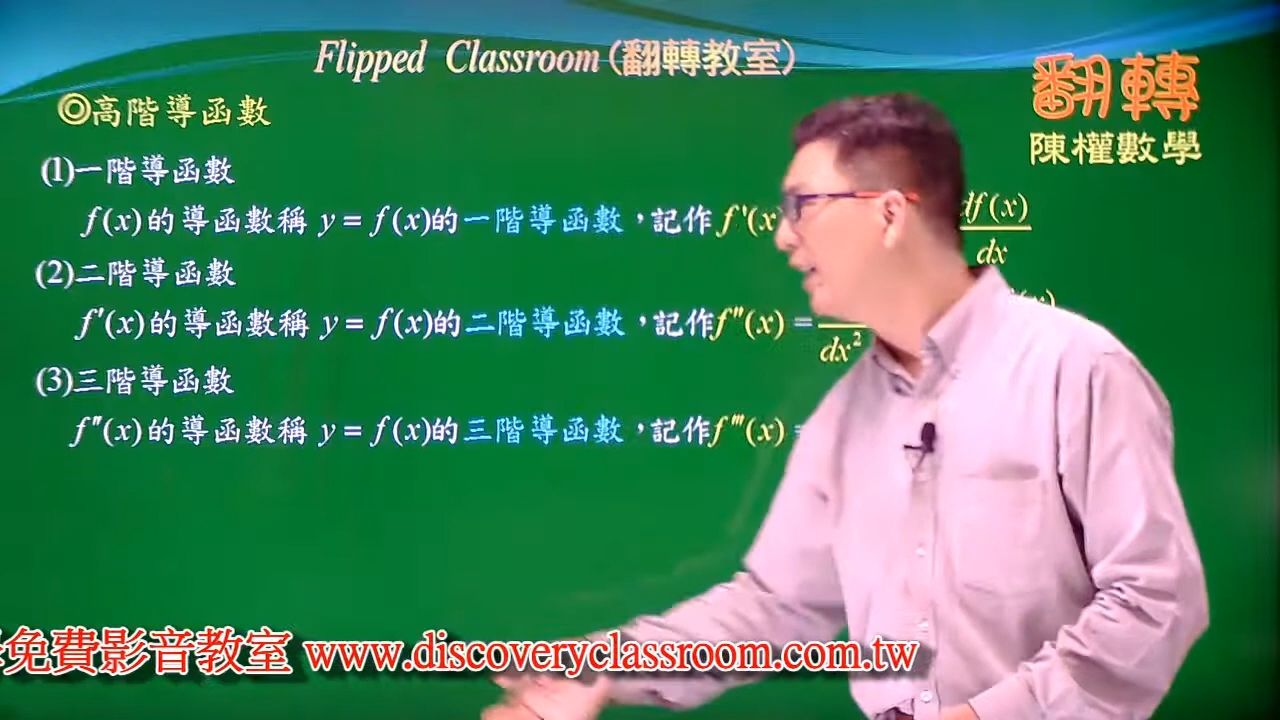 Flipped Classroom(翻轉教室)
翻轉
陳權數學
◎高階導函數
(1)一階導函數
f(x)的導函數稱 y = f(x)的一階導函數，記作f'(x df(x)
dx
(2)二階導函數
f'(x)的導函數稱 y = f(x)的二階導函數，記作f"(x) =
dx²
(3)三階導函數
f"(x)的導函數稱 y = f(x)的三階導函數，記作f'''(x) =
免費影音教室 www.discoveryclassroom.com.tw